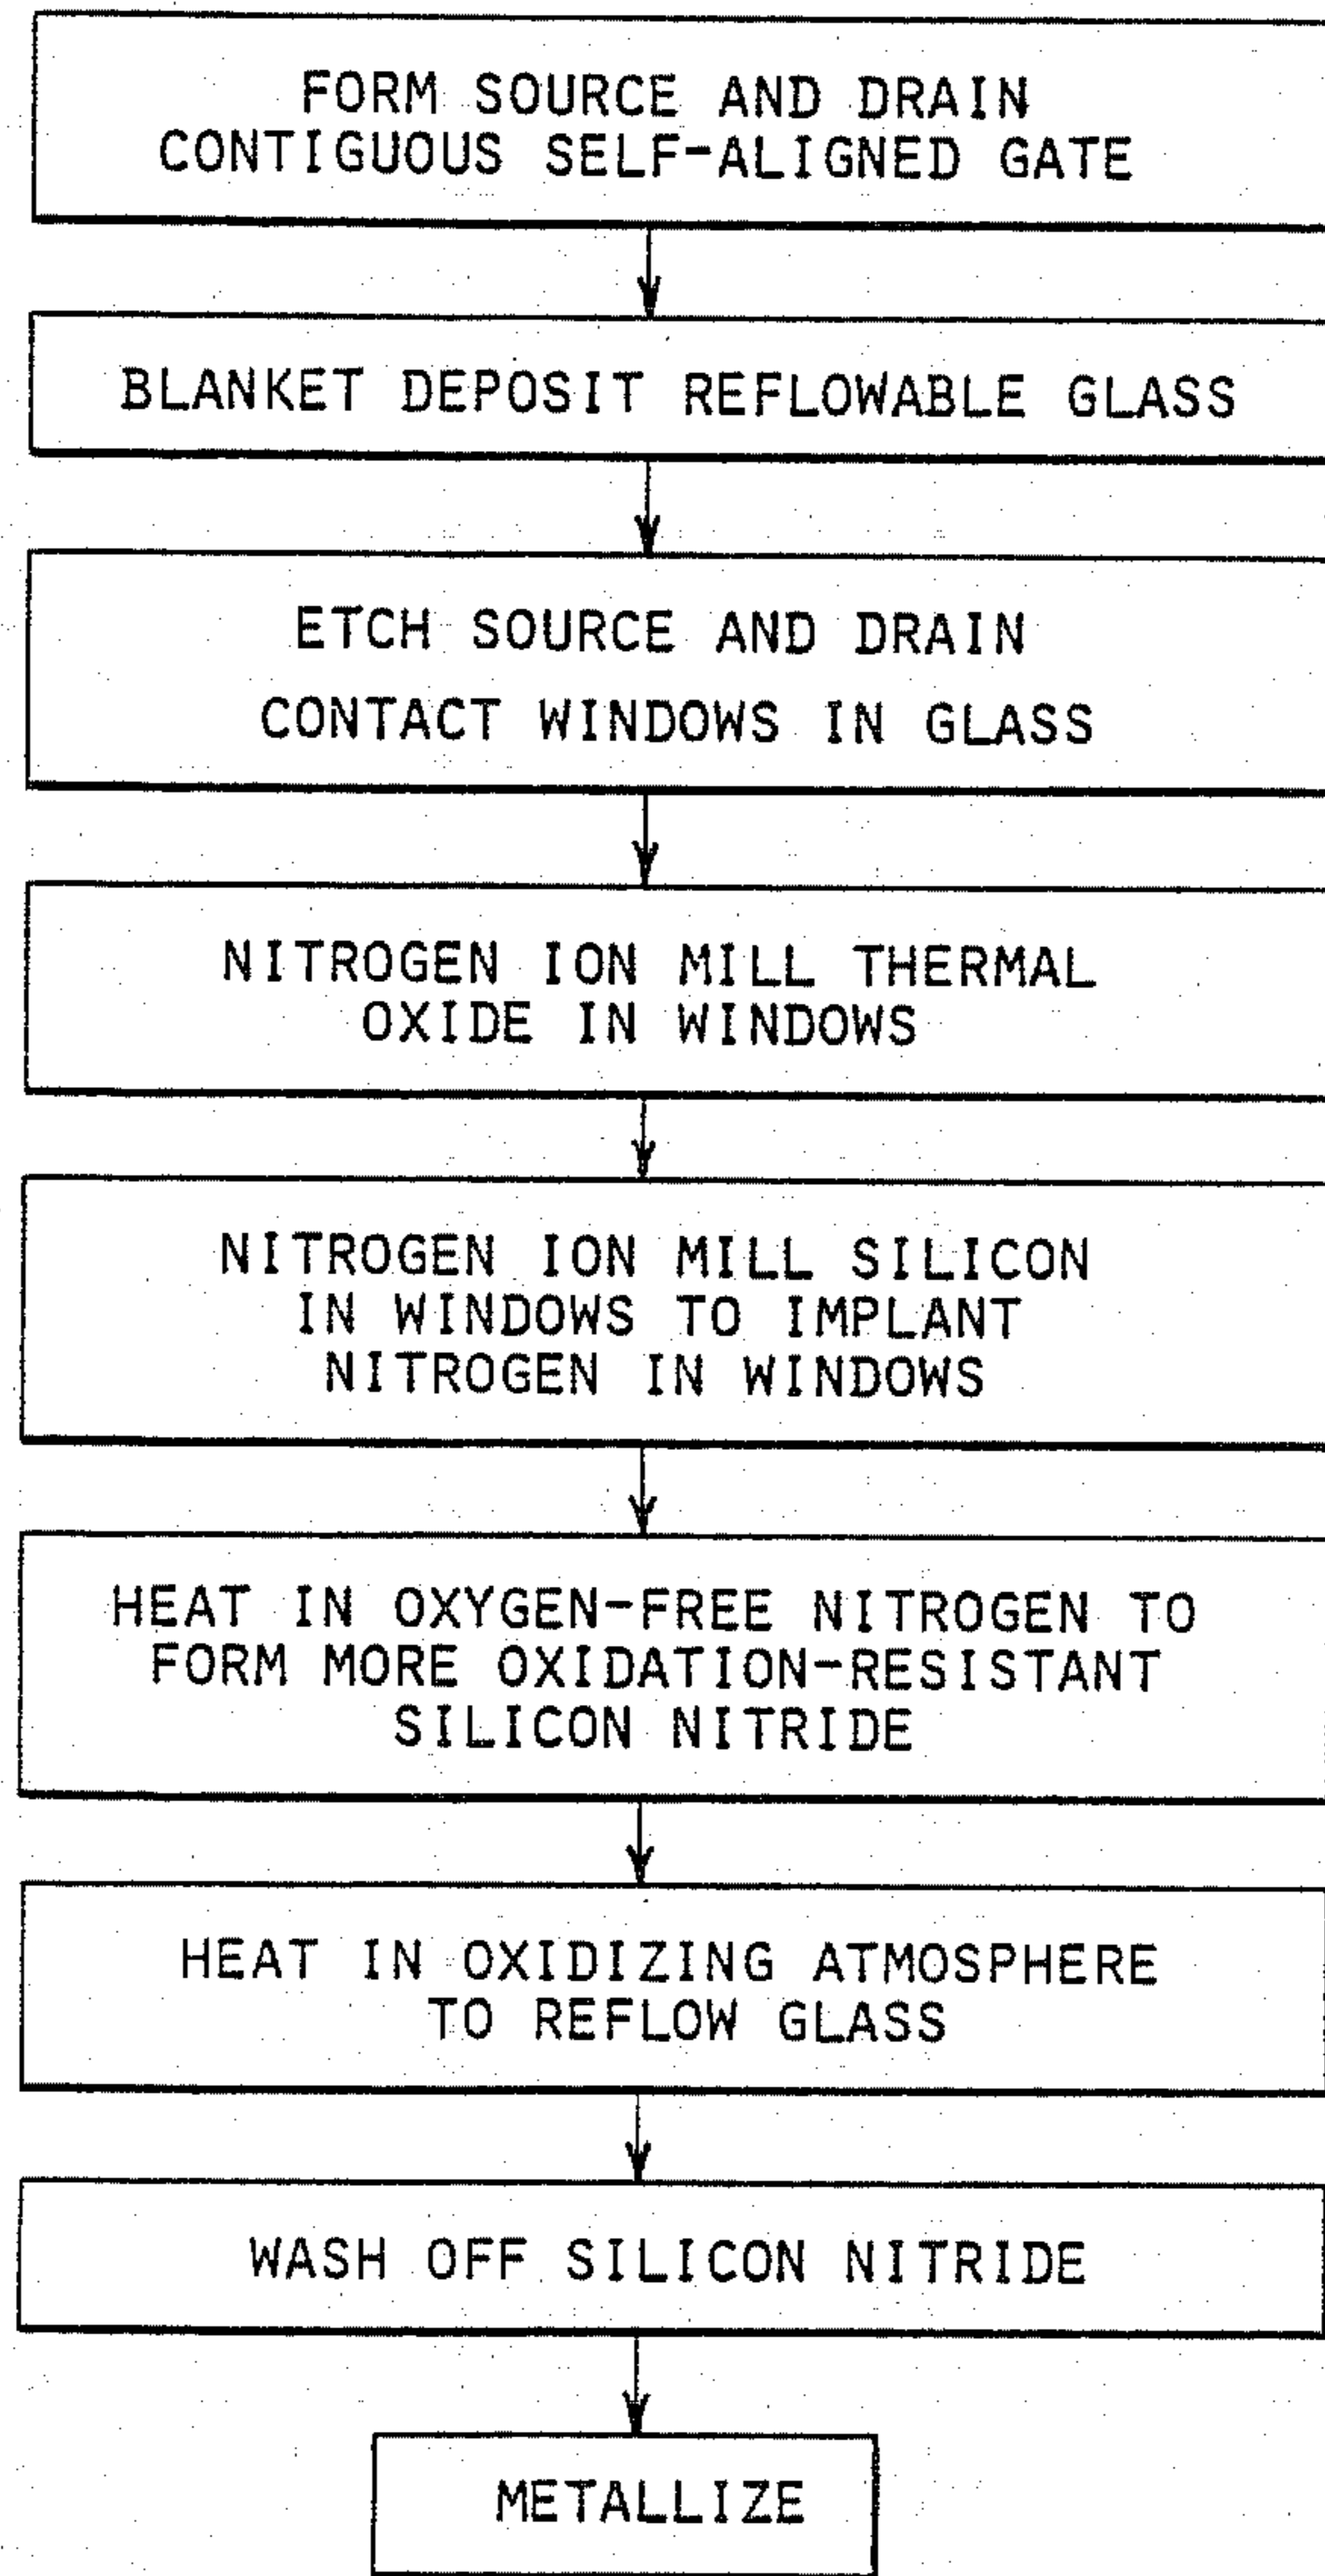 FORM SOURCE AND DRAIN
CONTIGUOUS SELF-ALIGNED GATE
BLANKET DEPOSIT REFLOWABLE GLASS
ETCH SOURCE AND DRAIN
CONTACT WINDOWS IN GLASS
NITROGEN ION MILL THERMAL
OXIDE IN WINDOWS
NITROGEN ION MILL SILICON
IN WINDOWS TO IMPLANT
NITROGEN IN WINDOWS
HEAT IN OXYGEN-FREE NITROGEN TO
FORM MORE OXIDATION-RESISTANT
SILICON NITRIDE
HEAT IN OXIDIZING ATMOSPHERE
TO REFLOW GLASS
WASH OFF SILICON NITRIDE
METALLIZE